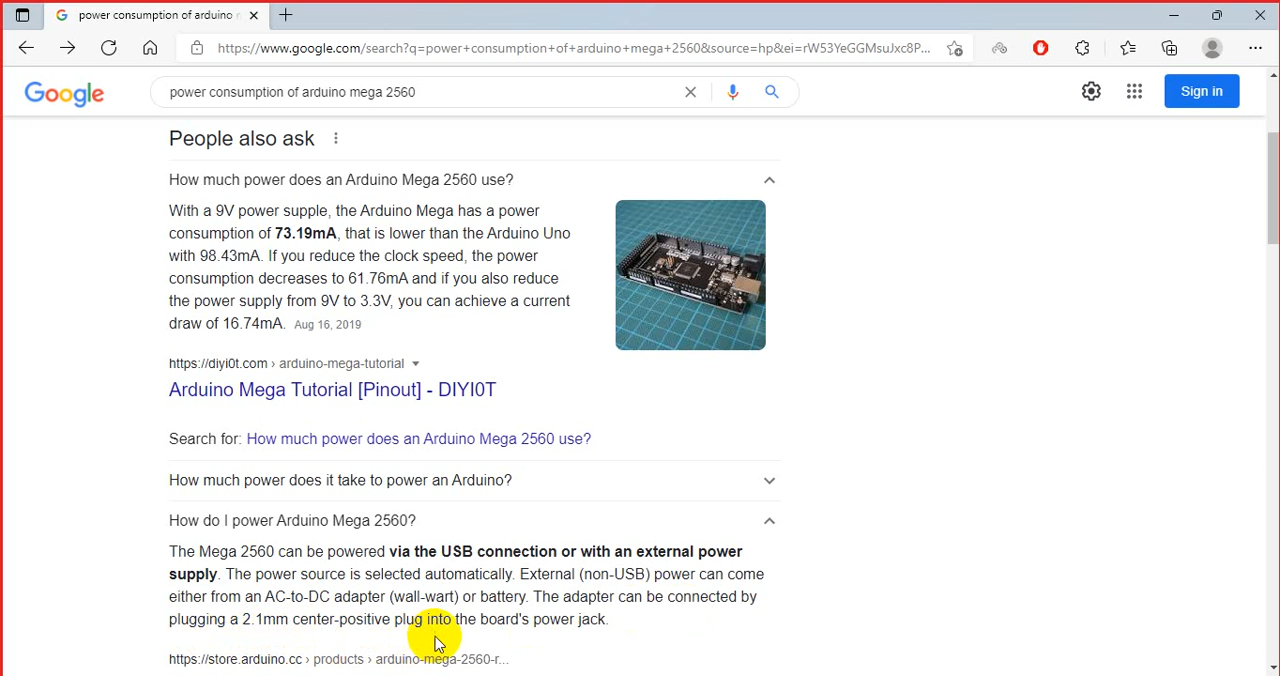 power consumption of arduino
https://www.google.com/search?q=power+consumption+of+arduino+mega+2560&source=hp&ei=rW53YeGGMsuJxc8P...
Google
power consumption of arduino mega 2560
Sign in
People also ask
How much power does an Arduino Mega 2560 use?
With a 9V power supply, the Arduino Mega has a power
consumption of 73.19mA, that is lower than the Arduino Uno
with 98.43mA. If you reduce the clock speed, the power
consumption decreases to 61.76mA and if you also reduce
the power supply from 9V to 3.3V, you can achieve a current
draw of 16.74mA. Aug 16, 2019
https://diyi0t.com › arduino-mega-tutorial
Arduino Mega Tutorial [Pinout] - DIYI0T
Search for: How much power does an Arduino Mega 2560 use?
How much power does it take to power an Arduino?
How do I power Arduino Mega 2560?
The Mega 2560 can be powered via the USB connection or with an external power
supply. The power source is selected automatically. External (non-USB) power can come
either from an AC-to-DC adapter (wall-wart) or battery. The adapter can be connected by
plugging a 2.1mm center-positive plug into the board's power jack.
https://store.arduino.cc › products › arduino-mega-2560-r...